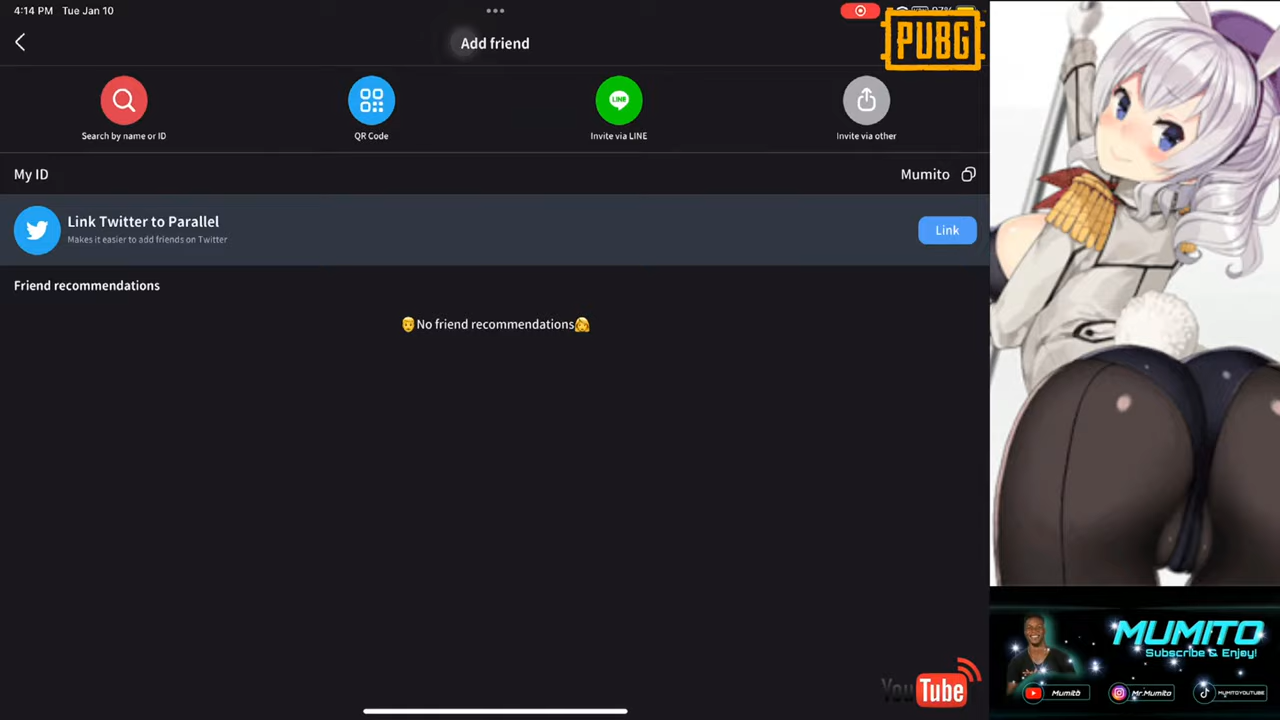 4:14 PM Tue Jan 10
Add friend
PUBG
Search by name or ID
QR Code
LINE
Invite via LINE
Invite via other
My ID
Mumito
Link Twitter to Parallel
Makes it easier to add friends on Twitter
Link
Friend recommendations
No friend recommendations
MUMITO
Subscribe & Enjoy!
Mumito
Mr.Mumito
MUMITOYOUTUBE
YouTube